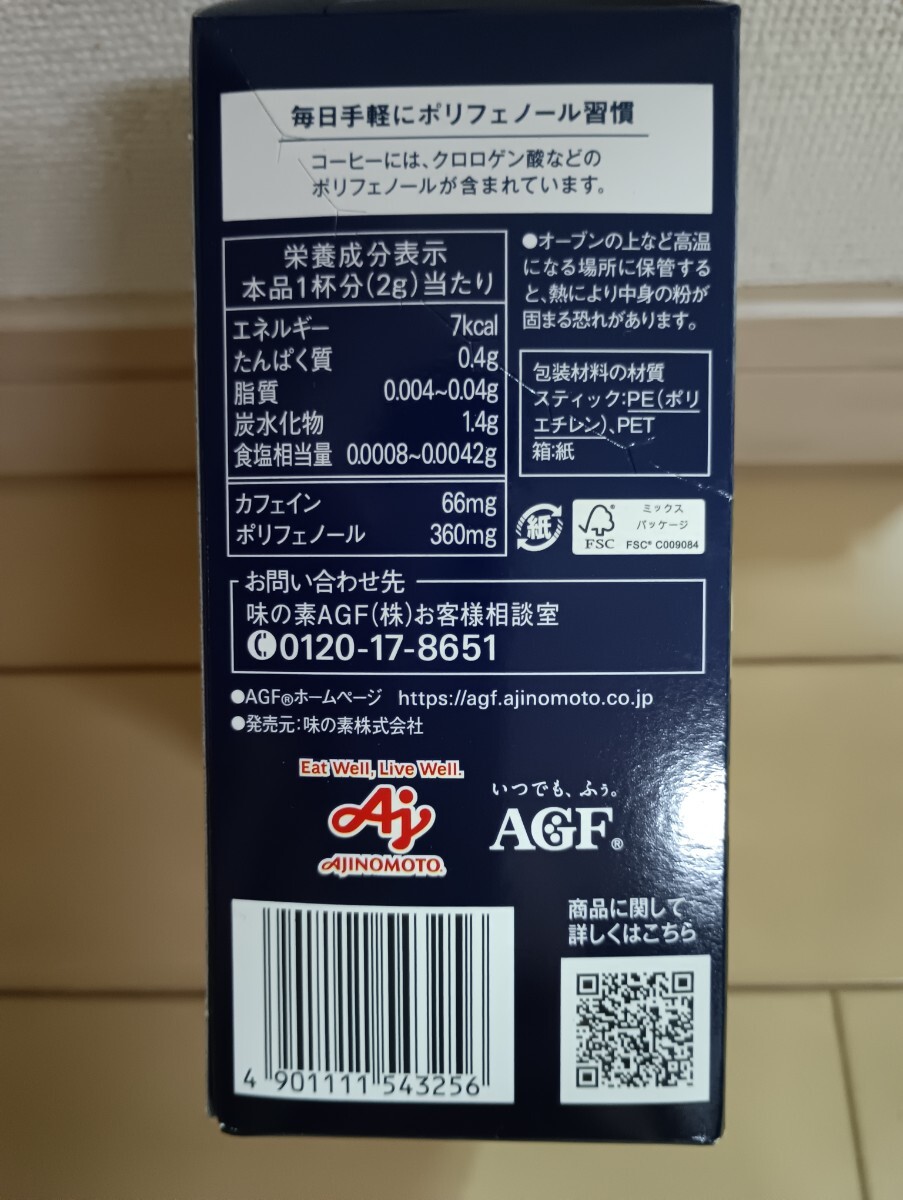 毎日手軽にポリフェノール習慣
コーヒーには、クロロゲン酸などの
ポリフェノールが含まれています。
栄養成分表示
本品1杯分(2g)当たり
エネルギー 7kcal
たんぱく質 0.4g
脂質 0.004~0.04g
炭水化物 1.4g
食塩相当量 0.0008~0.0042g
カフェイン 66mg
ポリフェノール 360mg
●オーブンの上など高温
になる場所に保管する
と、熱により中身の粉が
固まる恐れがあります。
包装材料の材質
スティック:PE(ポリ
エチレン)、PET
箱:紙
紙
FSC®
ミックス
パッケージ
FSC® C009084
お問い合わせ先
味の素AGF(株)お客様相談室
0120-17-8651
●AGF®ホームページ https://agf.ajinomoto.co.jp
●発売元:味の素株式会社
Eat Well, Live Well.
Aj
AJINOMOTO®
いつでも、ふぅ。
AGF®
商品に関して
詳しくはこちら
4 901111 543256